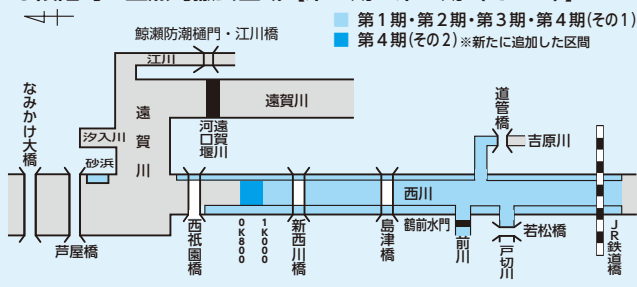 第1期・第2期・第3期・第4期(その1)
第4期(その2)※新たに追加した区間
鯨瀬防潮樋門・江川橋
江川
なみかけ大橋
遠賀川
遠賀川
遠賀川河口堰
道管橋
吉原川
汐入川
砂浜
西川
芦屋橋
西祇園橋
0K800
1K000
新西川橋
島津橋
鶴前水門
前川
戸切川
若松橋
JR鉄道橋